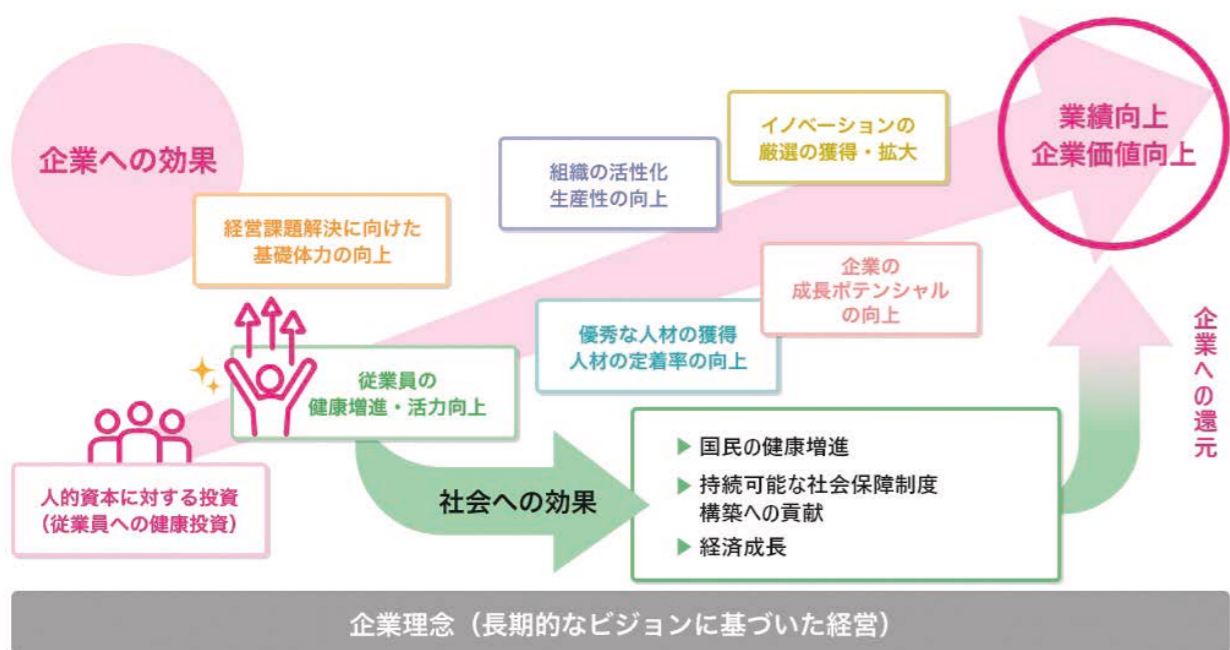 企業への効果
業績向上
企業価値向上
イノベーションの
厳選の獲得・拡大
組織の活性化
生産性の向上
経営課題解決に向けた
基礎体力の向上
企業の
成長ポテンシャル
の向上
優秀な人材の獲得
人材の定着率の向上
従業員の
健康増進・活力向上
人的資本に対する投資
（従業員への健康投資）
社会への効果
▶ 国民の健康増進
▶ 持続可能な社会保障制度
構築への貢献
▶ 経済成長
企業への還元
企業理念（長期的なビジョンに基づいた経営）